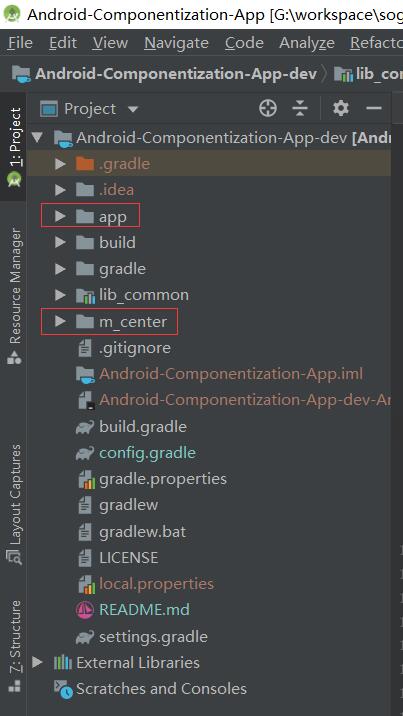 Android-Componentization-App [G:\workspace\sog
File Edit View Navigate Code Analyze Refacto
Android-Componentization-App-dev lib_con
1: Project
Project
Android-Componentization-App-dev [And
.gradle
.idea
app
build
gradle
lib_common
m_center
.gitignore
Android-Componentization-App.iml
Android-Componentization-App-dev-An
build.gradle
config.gradle
gradle.properties
gradlew
gradlew.bat
LICENSE
local.properties
README.md
settings.gradle
External Libraries
Scratches and Consoles
Resource Manager
Layout Captures
Z: Structure